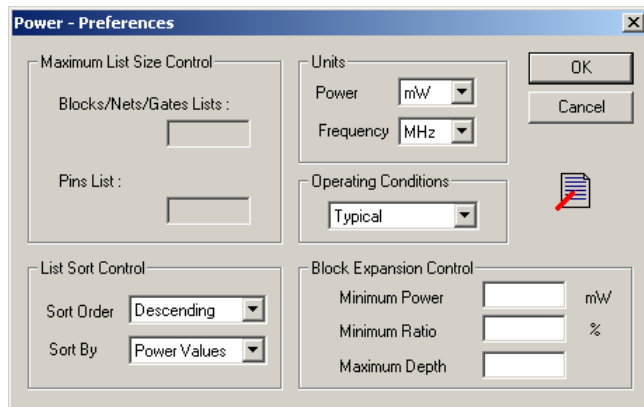 Power - Preferences
Maximum List Size Control
Blocks/Nets/Gates Lists :
Pins List :
Units
Power mW
Frequency MHz
OK
Cancel
Operating Conditions
Typical
List Sort Control
Sort Order Descending
Sort By Power Values
Block Expansion Control
Minimum Power mW
Minimum Ratio %
Maximum Depth